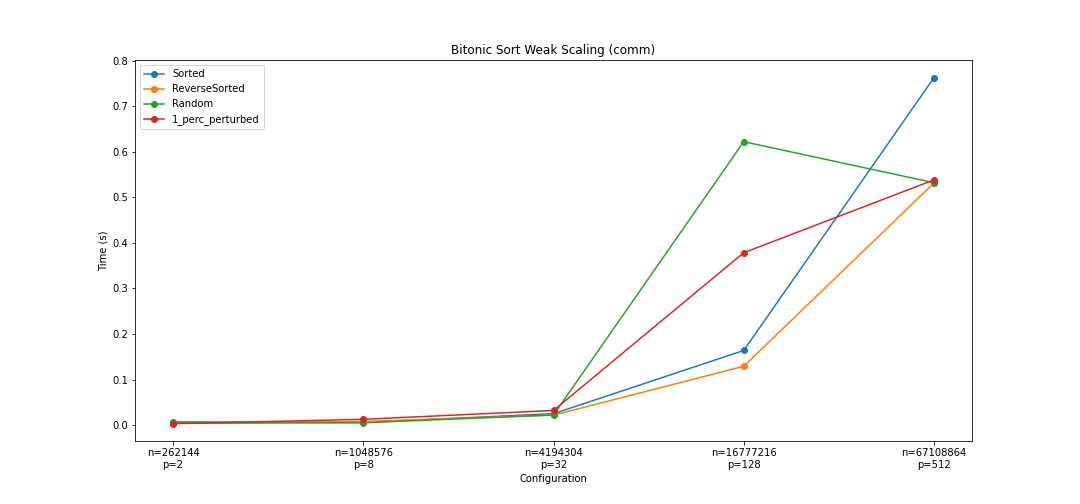 Bitonic Sort Weak Scaling (comm)
Sorted
ReverseSorted
Random
1_perc_perturbed
0.8
0.7
0.6
0.5
0.4
0.3
0.2
0.1
0.0
Time (s)
n=262144
p=2
n=1048576
p=8
n=4194304
p=32
n=16777216
p=128
n=67108864
p=512
Configuration